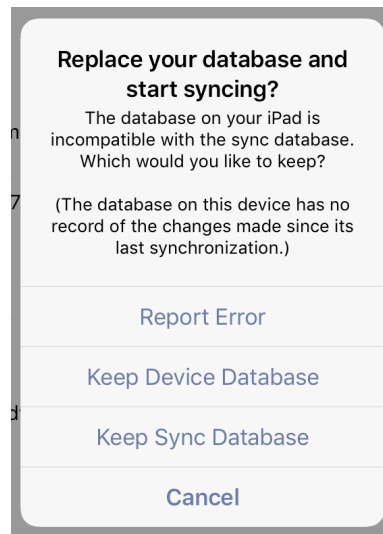 Replace your database and
start syncing?
The database on your iPad is
incompatible with the sync database.
Which would you like to keep?
(The database on this device has no
record of the changes made since its
last synchronization.)
Report Error
Keep Device Database
Keep Sync Database
Cancel